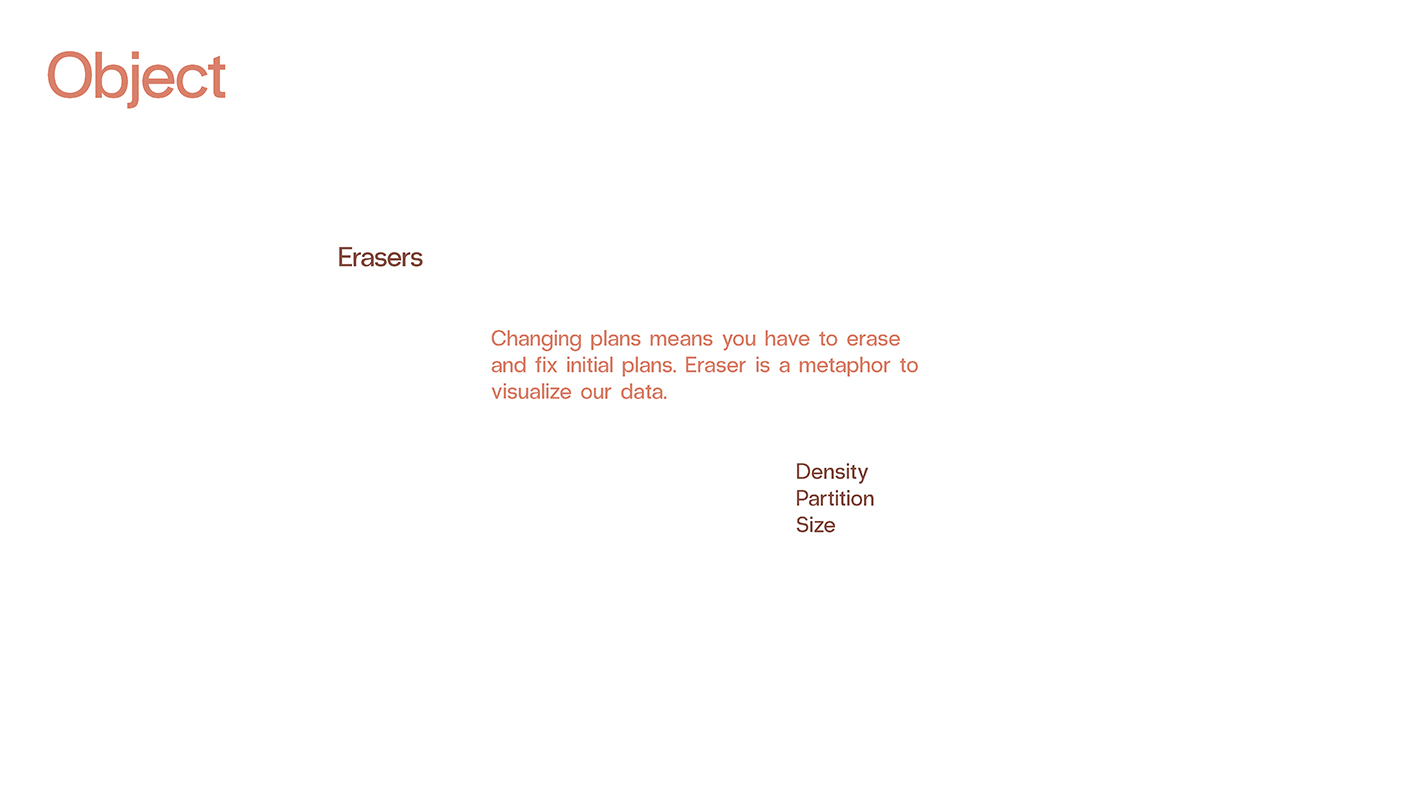 Object
Erasers
Changing plans means you have to erase
and fix initial plans. Eraser is a metaphor to
visualize our data.
Density
Partition
Size